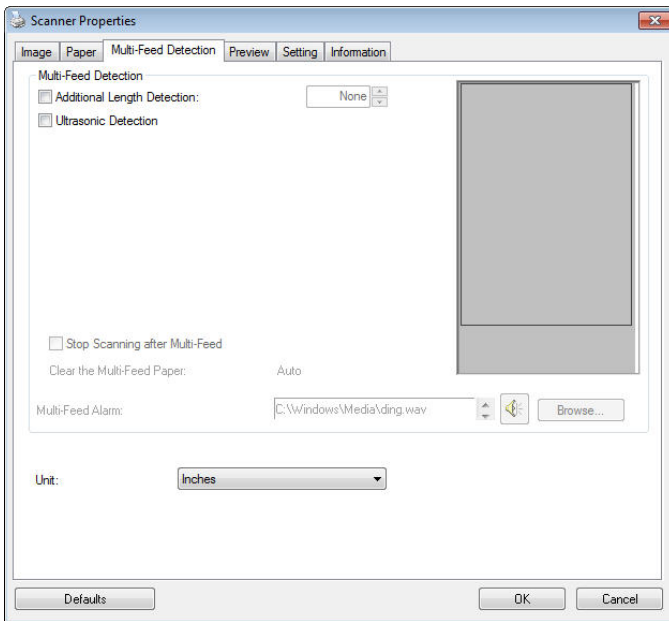 Scanner Properties
Image Paper Multi-Feed Detection Preview Setting Information
Multi-Feed Detection
Additional Length Detection: None
Ultrasonic Detection
Stop Scanning after Multi-Feed
Clear the Multi-Feed Paper: Auto
Multi-Feed Alarm: C:\Windows\Media\ding.wav Browse...
Unit: Inches
Defaults OK Cancel